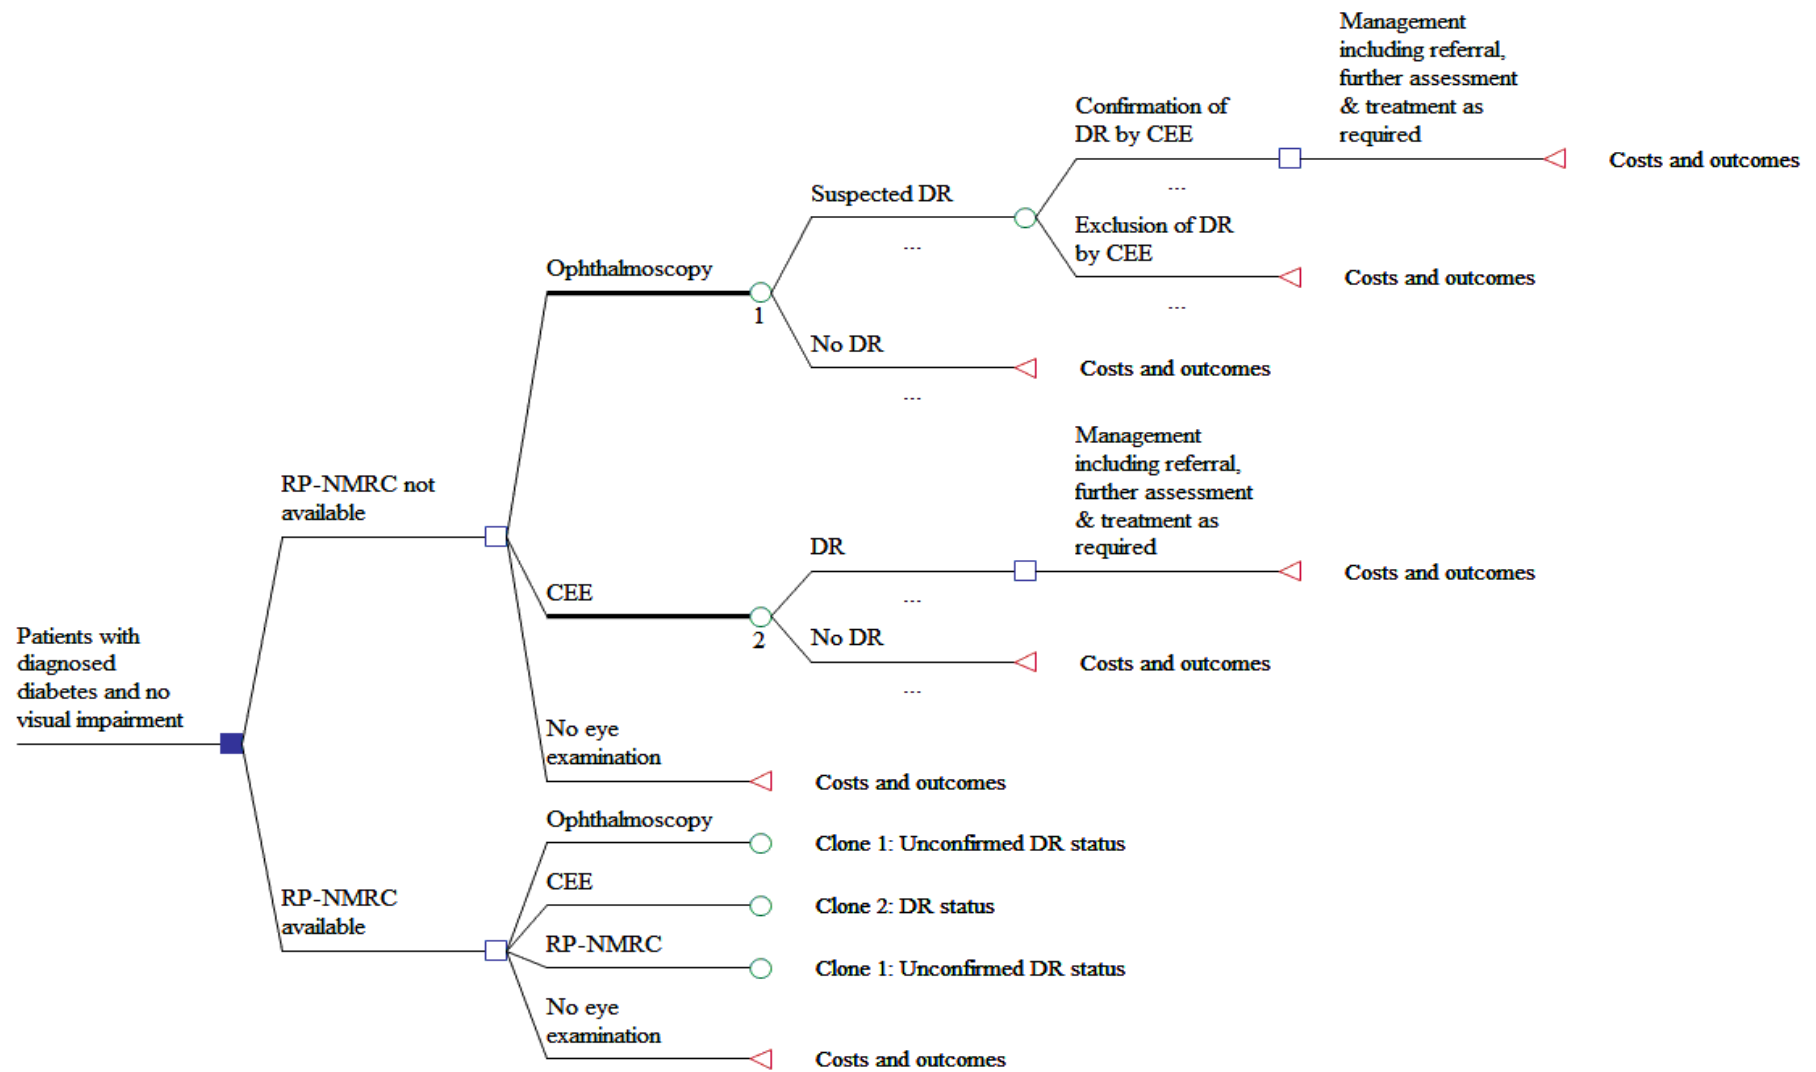 Management
including referral,
further assessment
& treatment as
required
Confirmation of
DR by CEE
Costs and outcomes
...
Suspected DR
...
Exclusion of DR
by CEE
Costs and outcomes
...
Ophthalmoscopy
1
No DR
Costs and outcomes
...
Management
including referral,
further assessment
& treatment as
required
RP-NMRC not
available
DR
Costs and outcomes
...
CEE
2
No DR
Costs and outcomes
...
Patients with
diagnosed
diabetes and no
visual impairment
No eye
examination
Costs and outcomes
Ophthalmoscopy
Clone 1: Unconfirmed DR status
CEE
Clone 2: DR status
RP-NMRC
available
RP-NMRC
Clone 1: Unconfirmed DR status
No eye
examination
Costs and outcomes